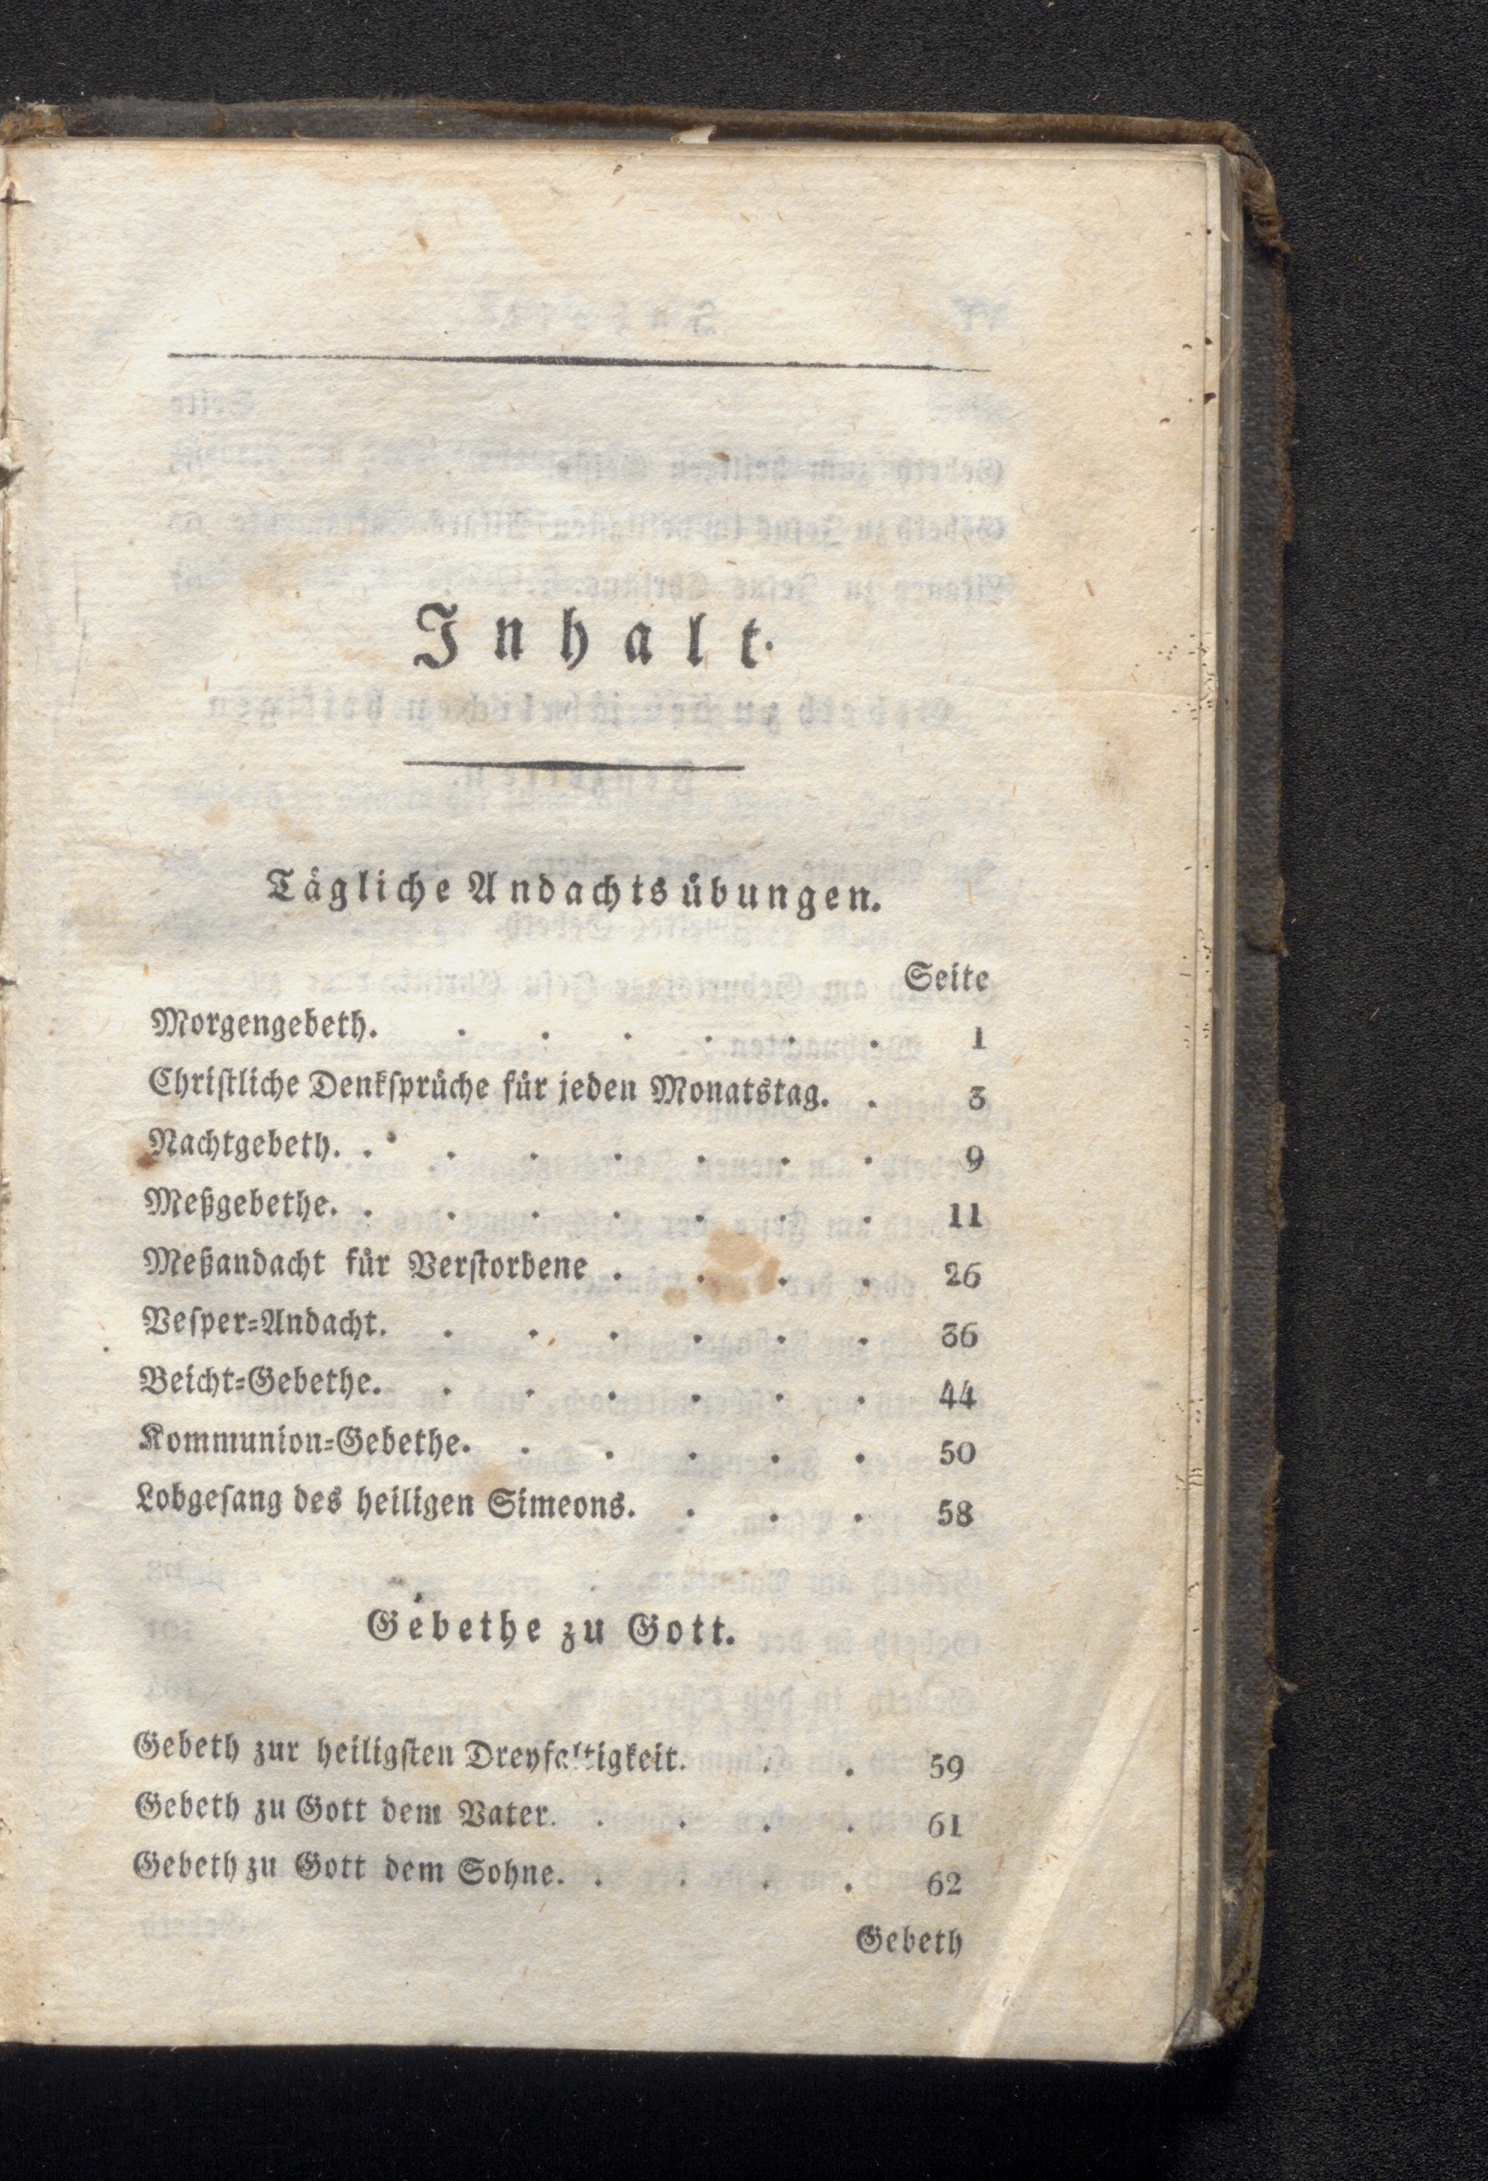 Inhalt.
Tägliche Andachtsübungen.
Seite
Morgengebeth. . . . . . . 1
Chriſtliche Denkſprüche für jeden Monatstag. . 3
Nachtgebeth. . . . . . . . 9
Meßgebethe. . . . . . . . 11
Meßandacht für Verſtorbene . . . . 26
Veſper=Andacht. . . . . . . 36
Beicht=Gebethe. . . . . . . 44
Kommunion=Gebethe. . . . . . 50
Lobgeſang des heiligen Simeons. . . . 58
Gebethe zu Gott.
Gebeth zur heiligſten Dreyfaltigkeit. . . 59
Gebeth zu Gott dem Vater. . . . . 61
Gebeth zu Gott dem Sohne. . . . . 62
Gebeth